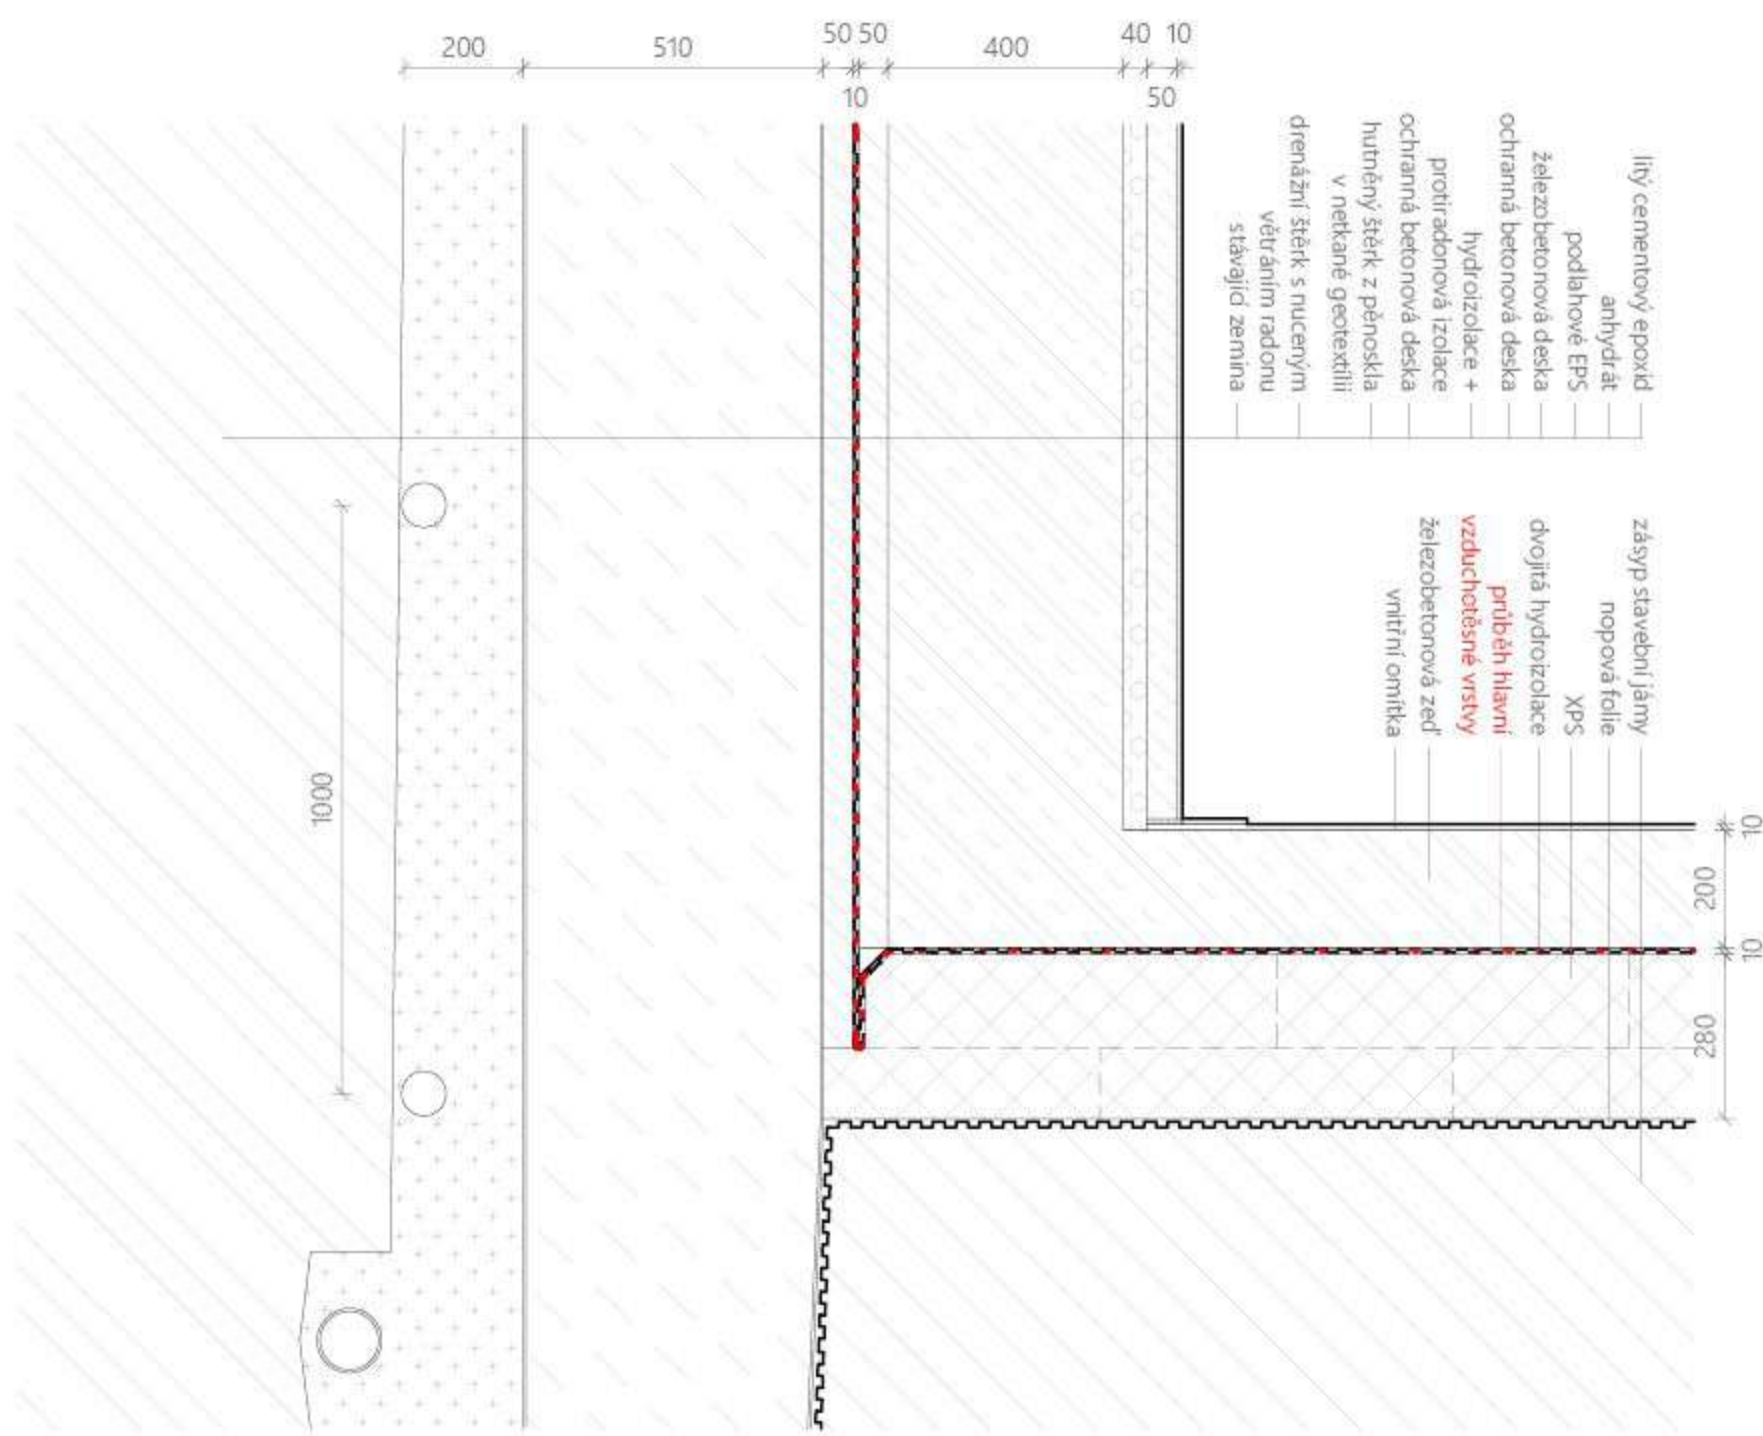 200
510
50 50
10
400
40 10
50
litý cementový epoxid
anhydrát
podlahové EPS
železobetonová deska
ochranná betonová deska
hydroizolace +
protiradonová izolace
ochranná betonová deska
hutněný štěrk z pěnoskla
v netkané geotextílii
drenážní štěrk s nuceným
větráním radonu
stávající zemina
zásyp stavební jámy
nopová folie
XPS
dvojitá hydroizolace
průběh hlavní
vzduchotěsné vrstvy
železobetonová zeď
vnitřní omítka
10
200
10
280
1000